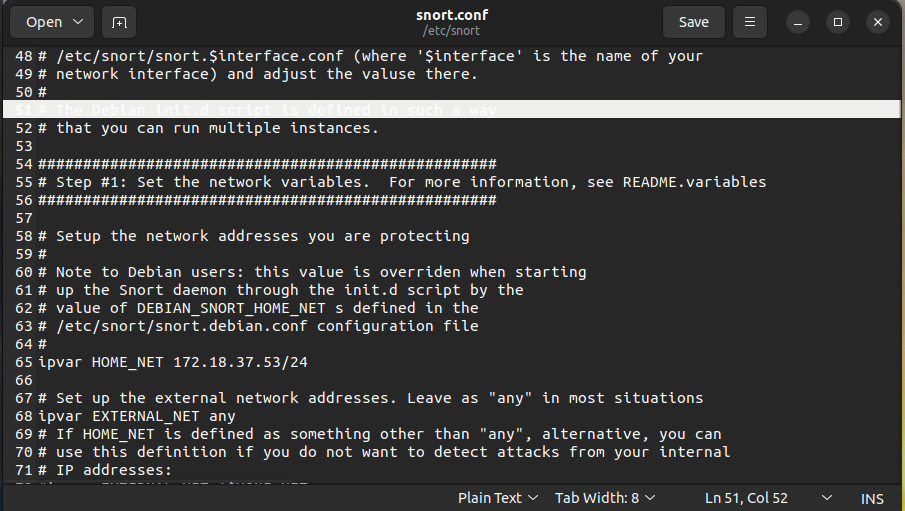 Open
snort.conf
/etc/snort
Save
48 # /etc/snort/snort.$interface.conf (where '$interface' is the name of your
49 # network interface) and adjust the valuse there.
50 #
51 # The Debian init.d script is defined in such a way
52 # that you can run multiple instances.
53
54 ###################################################
55 # Step #1: Set the network variables.  For more information, see README.variables
56 ###################################################
57
58 # Setup the network addresses you are protecting
59 #
60 # Note to Debian users: this value is overriden when starting
61 # up the Snort daemon through the init.d script by the
62 # value of DEBIAN_SNORT_HOME_NET s defined in the
63 # /etc/snort/snort.debian.conf configuration file
64 #
65 ipvar HOME_NET 172.18.37.53/24
66
67 # Set up the external network addresses. Leave as "any" in most situations
68 ipvar EXTERNAL_NET any
69 # If HOME_NET is defined as something other than "any", alternative, you can
70 # use this definition if you do not want to detect attacks from your internal
71 # IP addresses:
Plain Text Tab Width: 8 Ln 51, Col 52 INS